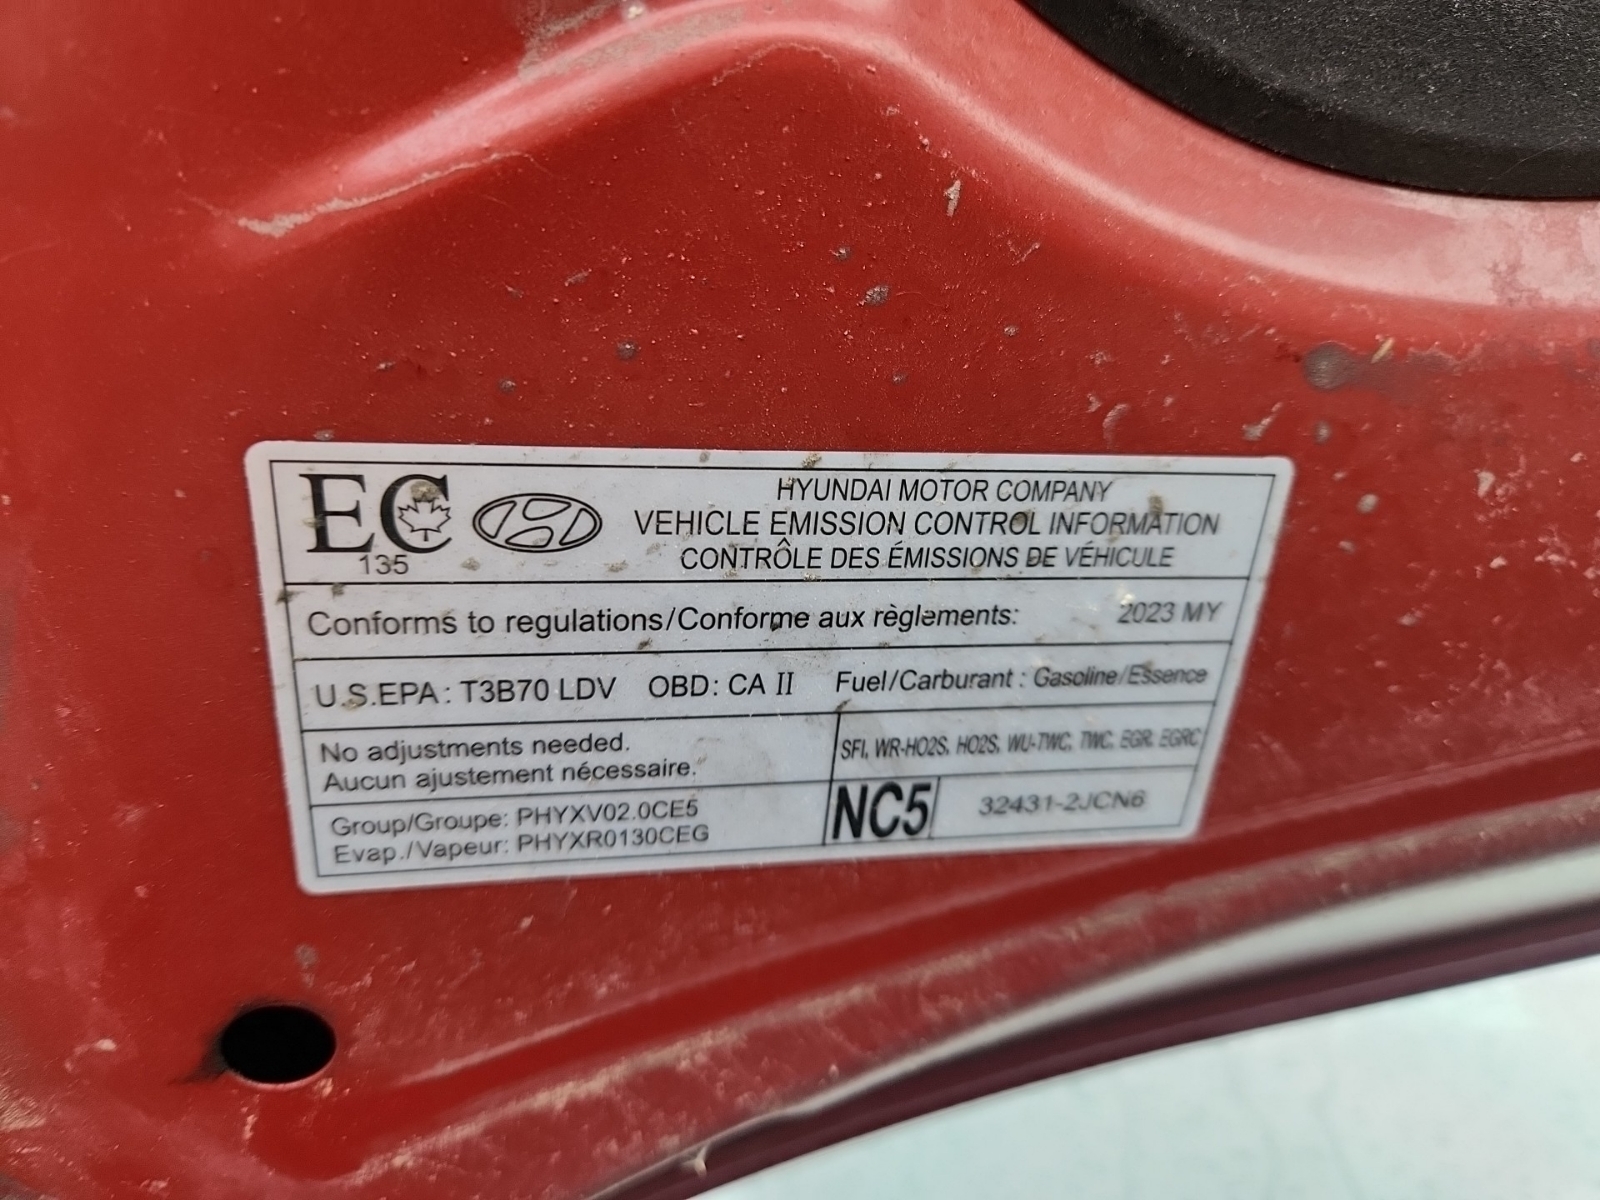 EC
135
HYUNDAI MOTOR COMPANY
VEHICLE EMISSION CONTROL INFORMATION
CONTRÔLE DES ÉMISSIONS DE VÉHICULE
Conforms to regulations/Conforme aux règlements: 2023 MY
U.S.EPA: T3B70 LDV OBD: CA II Fuel/Carburant : Gasoline/Essence
No adjustments needed.
Aucun ajustement nécessaire.
SFI, WR-HO2S, HO2S, WU-TWC, TWC, EGR, EGRC
Group/Groupe: PHYXV02.0CE5
Evap./Vapeur: PHYXR0130CEG
NC5 32431-2JCN6